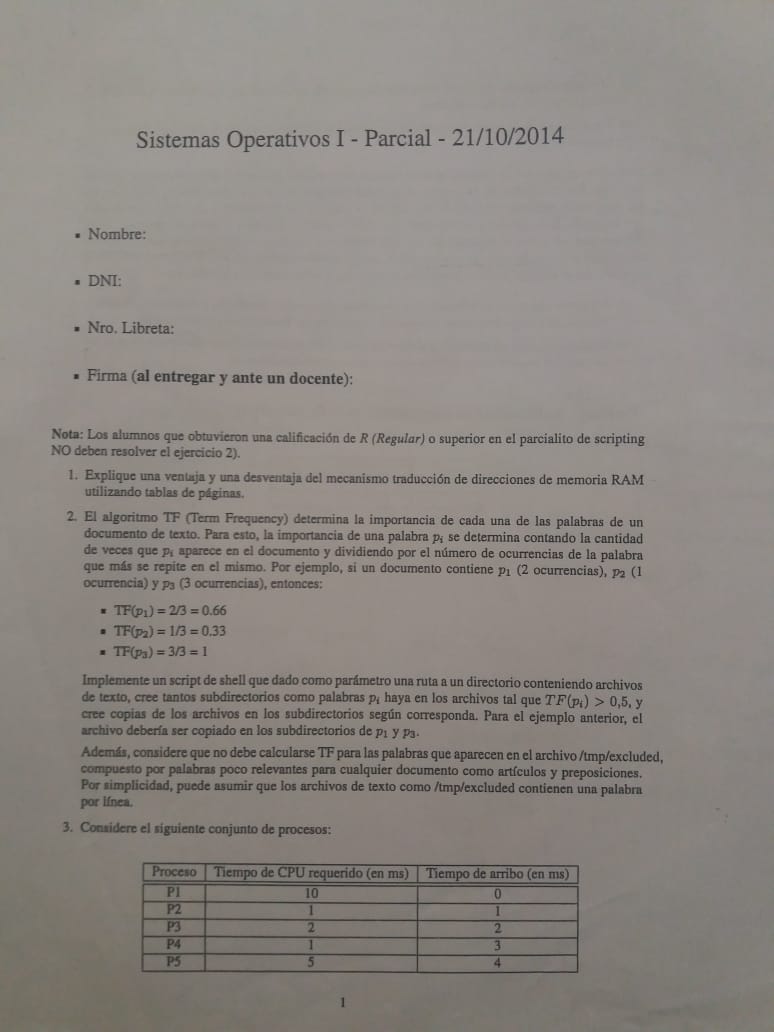 Sistemas Operativos I - Parcial - 21/10/2014
▪ Nombre:
▪ DNI:
▪ Nro. Libreta:
▪ Firma (al entregar y ante un docente):
Nota: Los alumnos que obtuvieron una calificación de R (Regular) o superior en el parcialito de scripting
NO deben resolver el ejercicio 2).
1. Explique una ventaja y una desventaja del mecanismo traducción de direcciones de memoria RAM
utilizando tablas de páginas.
2. El algoritmo TF (Term Frequency) determina la importancia de cada una de las palabras de un
documento de texto. Para esto, la importancia de una palabra pᵢ se determina contando la cantidad
de veces que pᵢ aparece en el documento y dividiendo por el número de ocurrencias de la palabra
que más se repite en el mismo. Por ejemplo, si un documento contiene p₁ (2 ocurrencias), p₂ (1
ocurrencia) y p₃ (3 ocurrencias), entonces:
▪ TF(p₁) = 2/3 = 0.66
▪ TF(p₂) = 1/3 = 0.33
▪ TF(p₃) = 3/3 = 1
Implemente un script de shell que dado como parámetro una ruta a un directorio conteniendo archivos
de texto, cree tantos subdirectorios como palabras pᵢ haya en los archivos tal que TF(pᵢ) > 0,5, y
cree copias de los archivos en los subdirectorios según corresponda. Para el ejemplo anterior, el
archivo debería ser copiado en los subdirectorios de p₁ y p₃.
Además, considere que no debe calcularse TF para las palabras que aparecen en el archivo /tmp/excluded,
compuesto por palabras poco relevantes para cualquier documento como artículos y preposiciones.
Por simplicidad, puede asumir que los archivos de texto como /tmp/excluded contienen una palabra
por línea.
3. Considere el siguiente conjunto de procesos:
Proceso Tiempo de CPU requerido (en ms) Tiempo de arribo (en ms)
P1 10 0
P2 1 1
P3 2 2
P4 1 3
P5 5 4
1